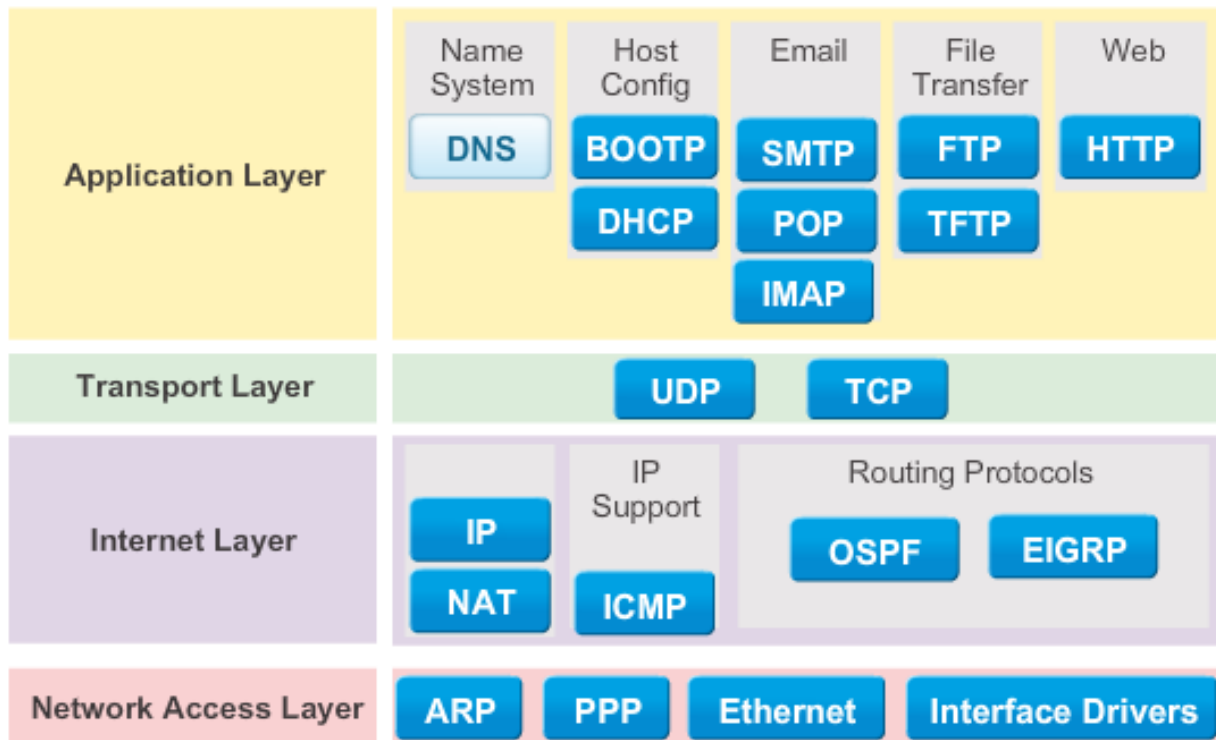 Application Layer
Name
System
DNS
Host
Config
BOOTP
DHCP
Email
SMTP
POP
IMAP
File
Transfer
FTP
TFTP
Web
HTTP
Transport Layer
UDP
TCP
Internet Layer
IP
NAT
IP
Support
ICMP
Routing Protocols
OSPF
EIGRP
Network Access Layer
ARP
PPP
Ethernet
Interface Drivers